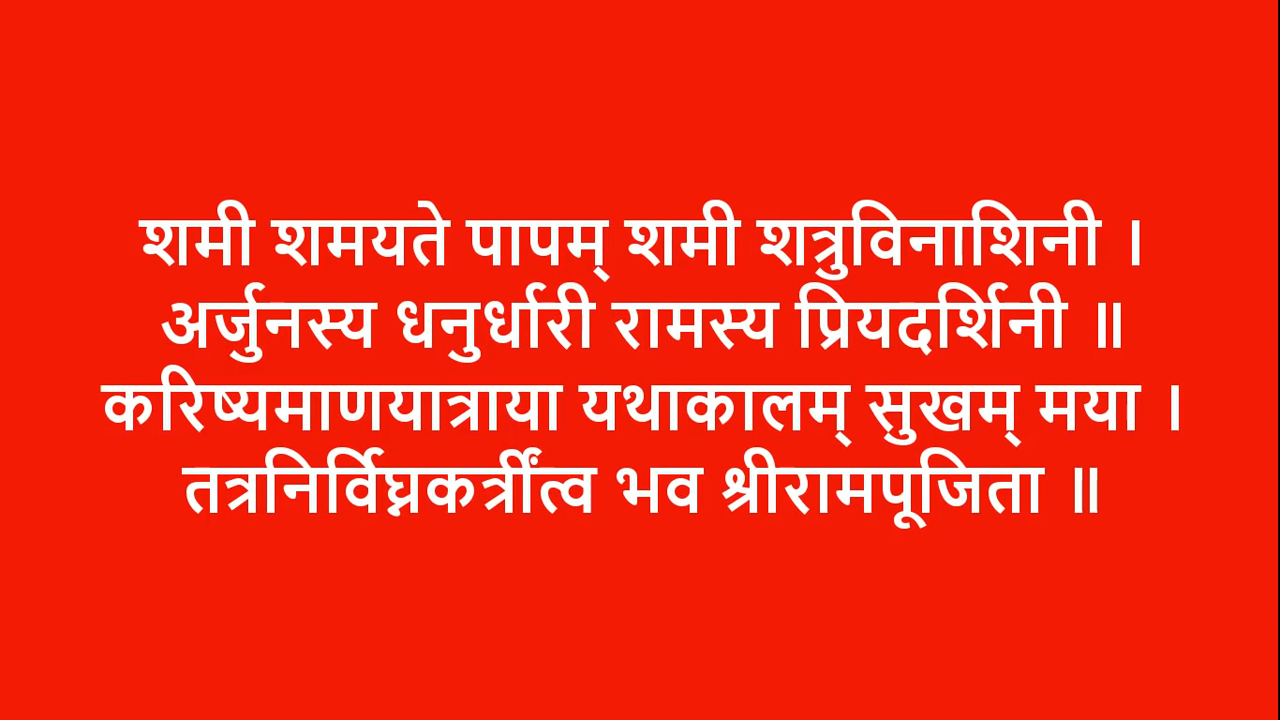 शमी शमयते पापम् शमी शत्रुविनाशिनी ।
अर्जुनस्य धनुर्धारी रामस्य प्रियदर्शिनी ॥
करिष्यमाणयात्राया यथाकालम् सुखम् मया ।
तत्रनिर्विघ्नकर्त्रींत्व भव श्रीरामपूजिता ॥